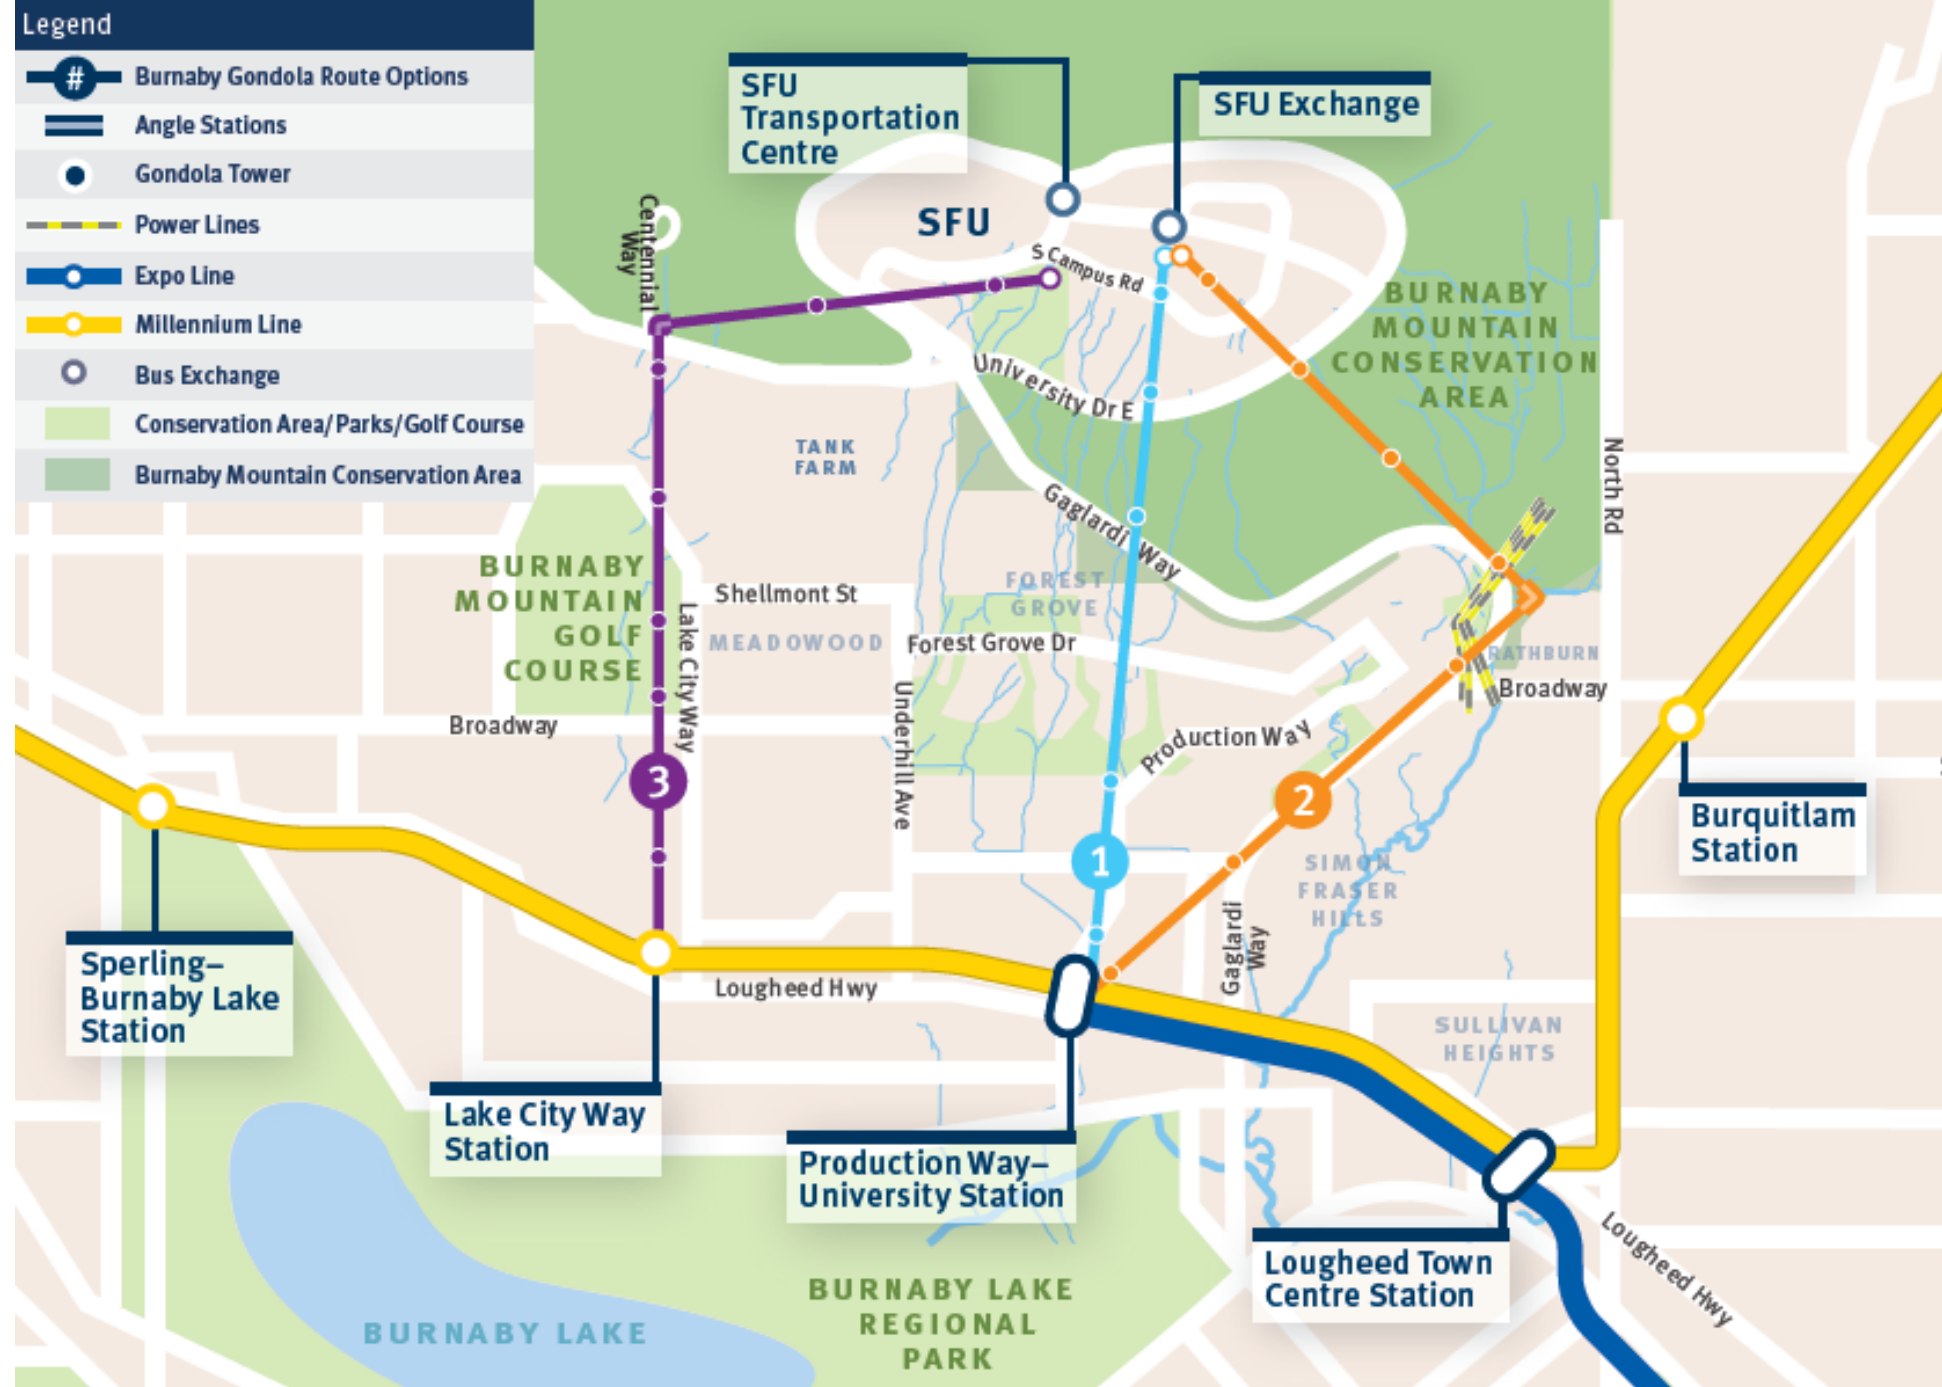 Legend
#
Burnaby Gondola Route Options
Angle Stations
Gondola Tower
Power Lines
Expo Line
Millennium Line
Bus Exchange
Conservation Area/Parks/Golf Course
Burnaby Mountain Conservation Area
SFU
Transportation
Centre
SFU Exchange
SFU
Centennial
Way
S Campus Rd
BURNABY
MOUNTAIN
CONSERVATION
AREA
University Dr E
TANK
FARM
North Rd
Gaglardi Way
BURNABY
MOUNTAIN
GOLF
COURSE
Shellmont St
FOREST
GROVE
MEADOWOOD
Forest Grove Dr
Lake City Way
RATHBURN
Broadway
Broadway
Underhill Ave
Production Way
3
2
1
Burquitlam
Station
SIMON
FRASER
HILLS
Gaglardi
Way
Sperling–
Burnaby Lake
Station
Lougheed Hwy
SULLIVAN
HEIGHTS
Lake City Way
Station
Production Way–
University Station
Lougheed Town
Centre Station
Lougheed Hwy
BURNABY LAKE
BURNABY LAKE
REGIONAL
PARK